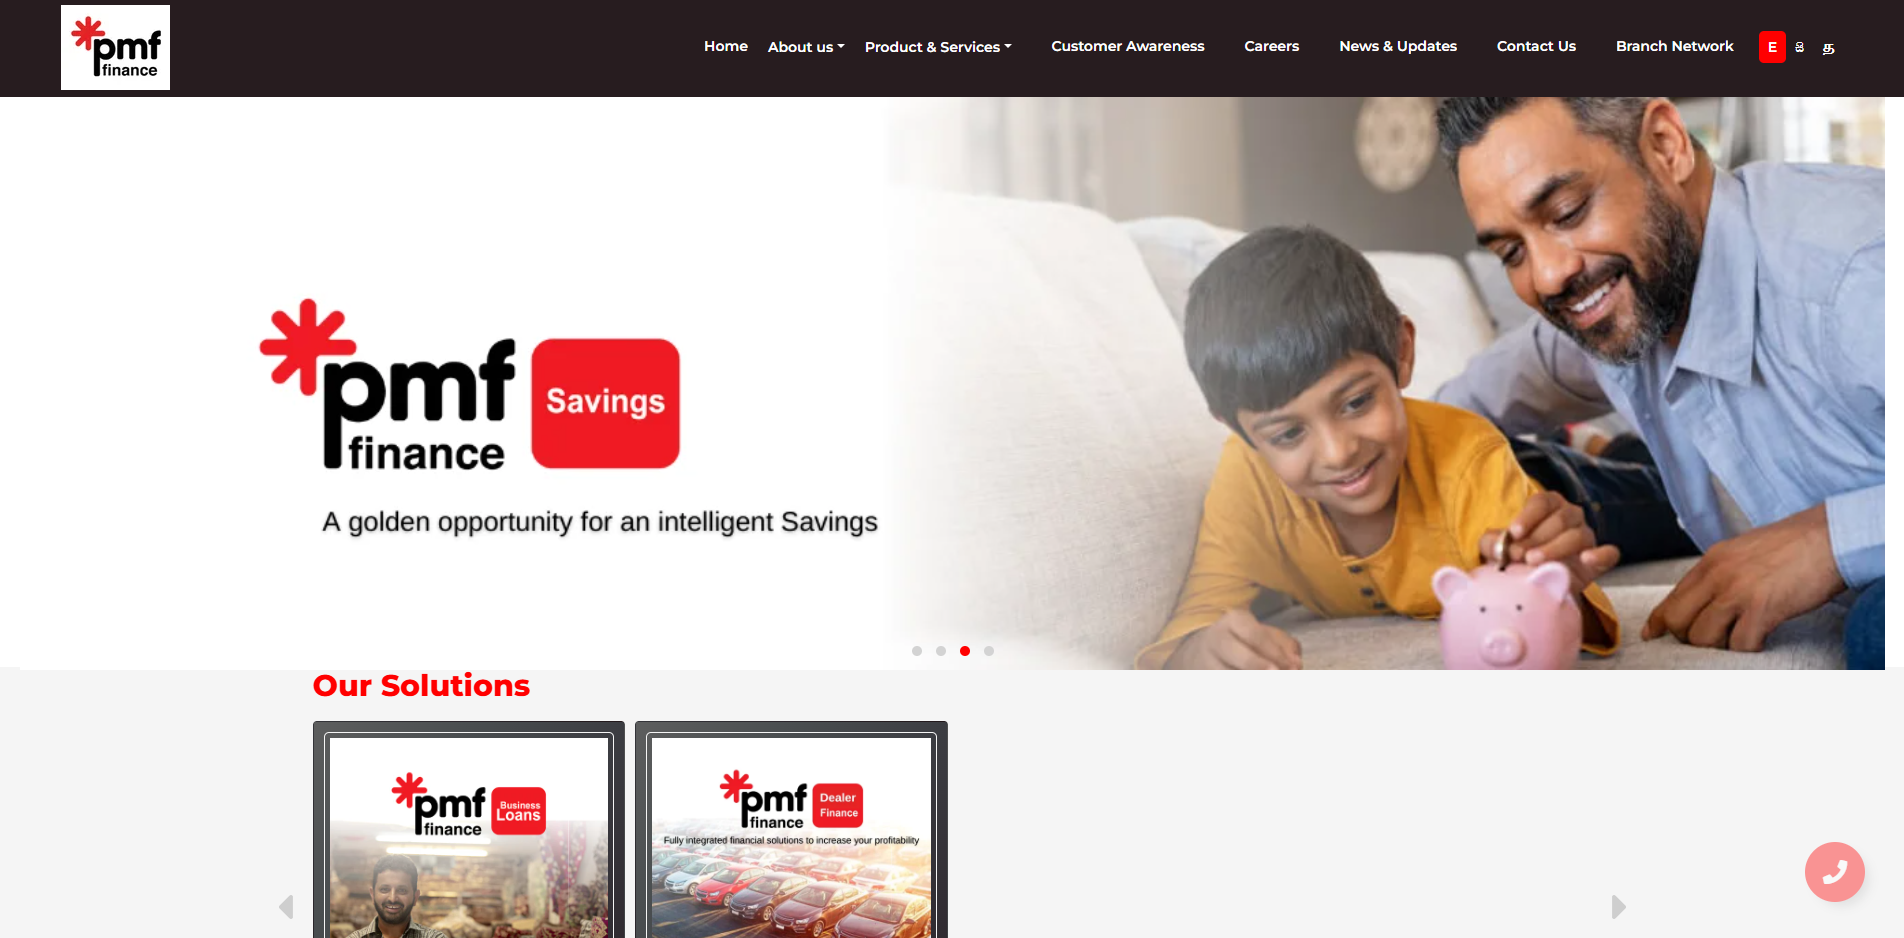 pmf
finance
Home About us Product & Services Customer Awareness Careers News & Updates Contact Us Branch Network E සි த
pmf
finance
Savings
A golden opportunity for an intelligent Savings
Our Solutions
pmf
finance
Business
Loans
pmf
finance
Dealer
Finance
Fully integrated financial solutions to increase your profitability